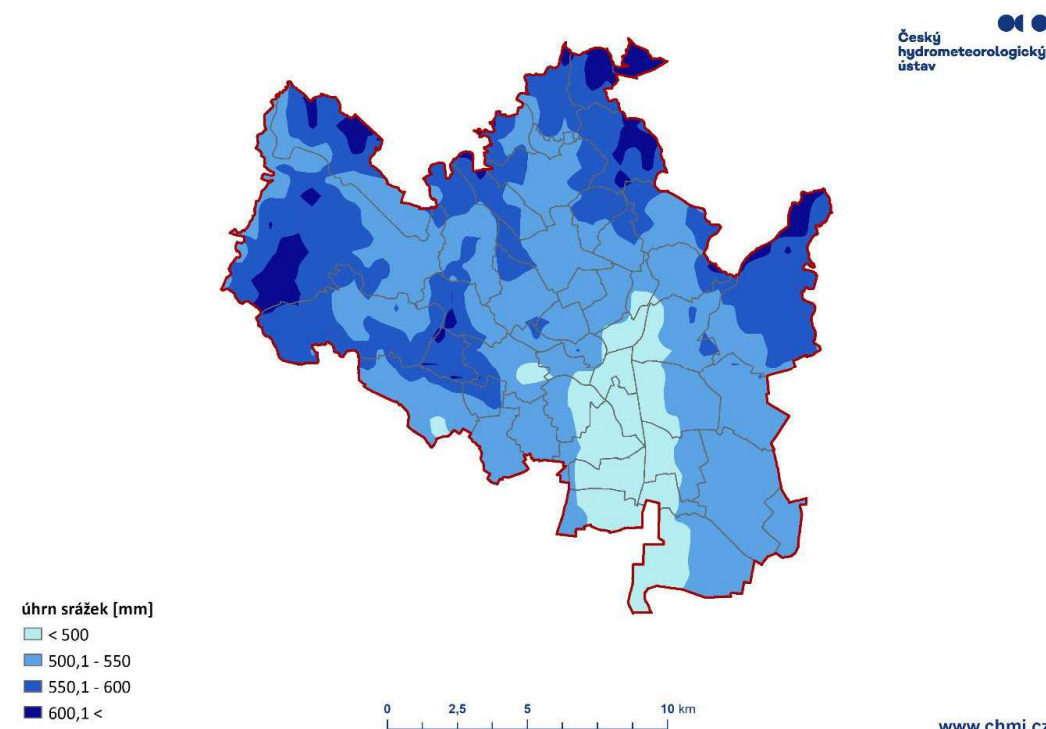 Český
hydrometeorologický
ústav
úhrn srážek [mm]
< 500
500,1 - 550
550,1 - 600
600,1 <
0 2,5 5 10 km
www.chmi.cz